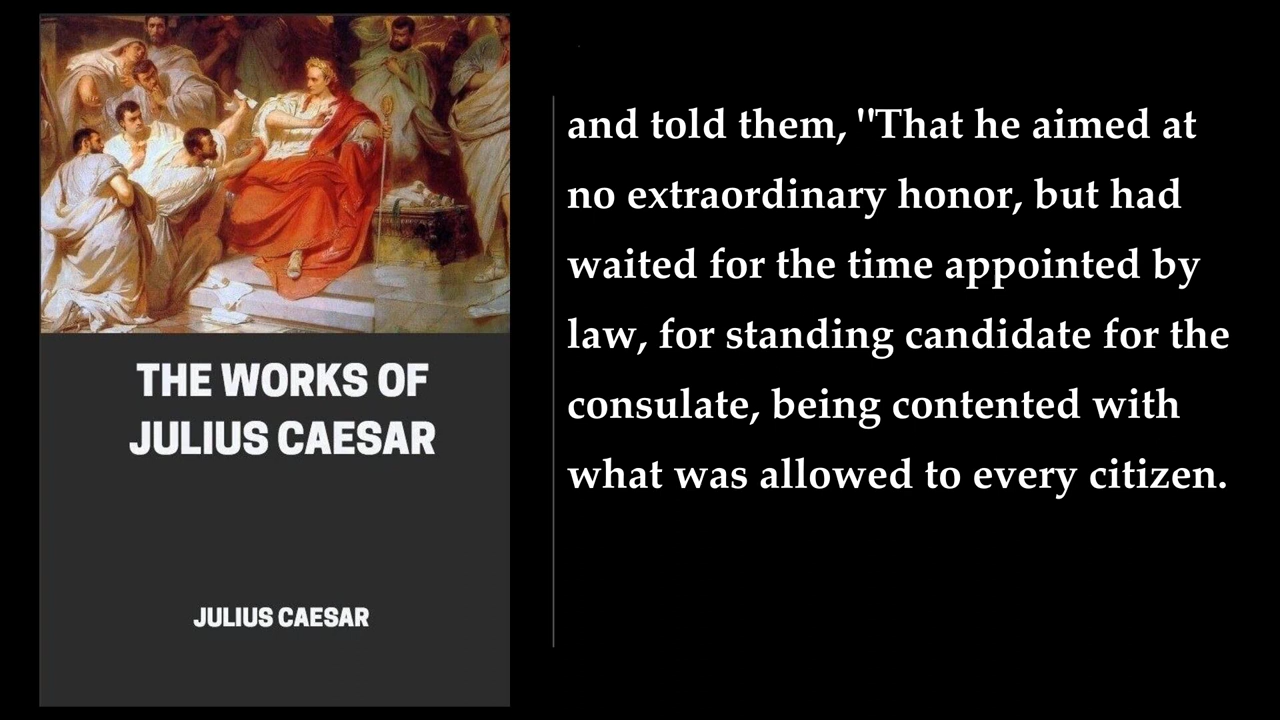 THE WORKS OF
JULIUS CAESAR
JULIUS CAESAR
and told them, "That he aimed at
no extraordinary honor, but had
waited for the time appointed by
law, for standing candidate for the
consulate, being contented with
what was allowed to every citizen.